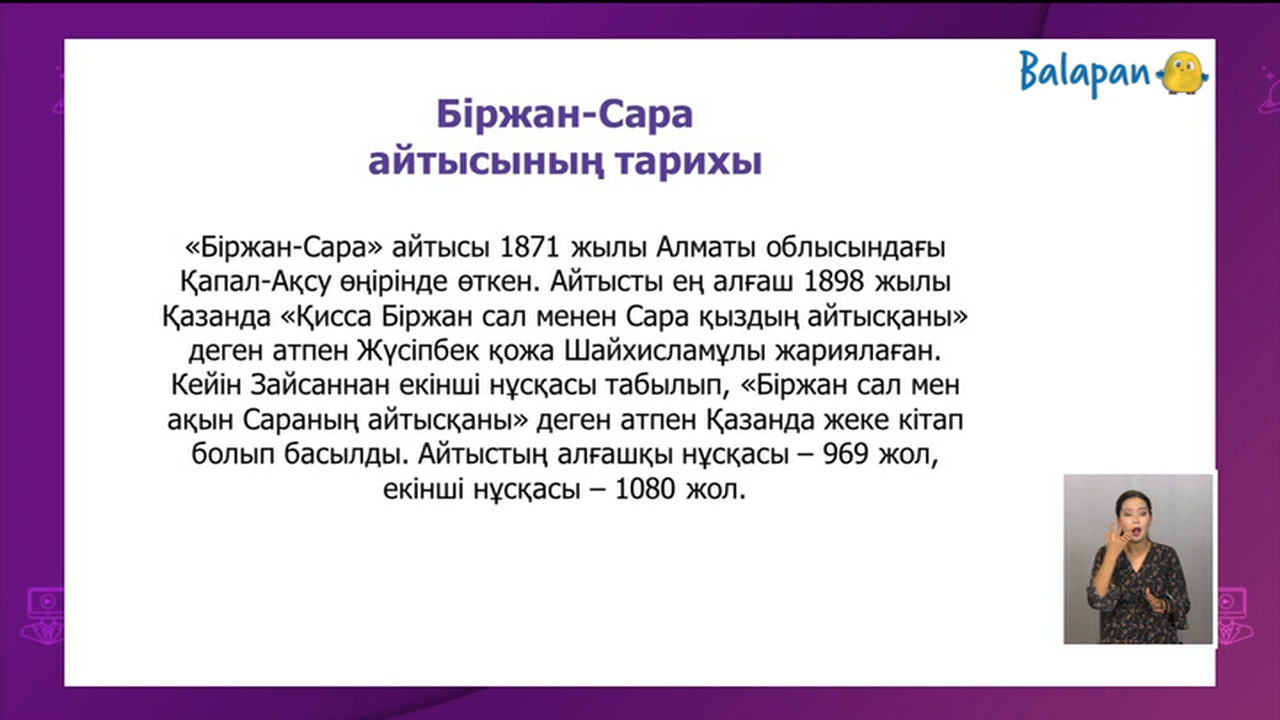 Balapan
Біржан-Сара
айтысының тарихы
«Біржан-Сара» айтысы 1871 жылы Алматы облысындағы
Қапал-Ақсу өңірінде өткен. Айтысты ең алғаш 1898 жылы
Қазанда «Қисса Біржан сал менен Сара қыздың айтысқаны»
деген атпен Жүсіпбек қожа Шайхисламұлы жариялаған.
Кейін Зайсаннан екінші нұсқасы табылып, «Біржан сал мен
ақын Сараның айтысқаны» деген атпен Қазанда жеке кітап
болып басылды. Айтыстың алғашқы нұсқасы – 969 жол,
екінші нұсқасы – 1080 жол.